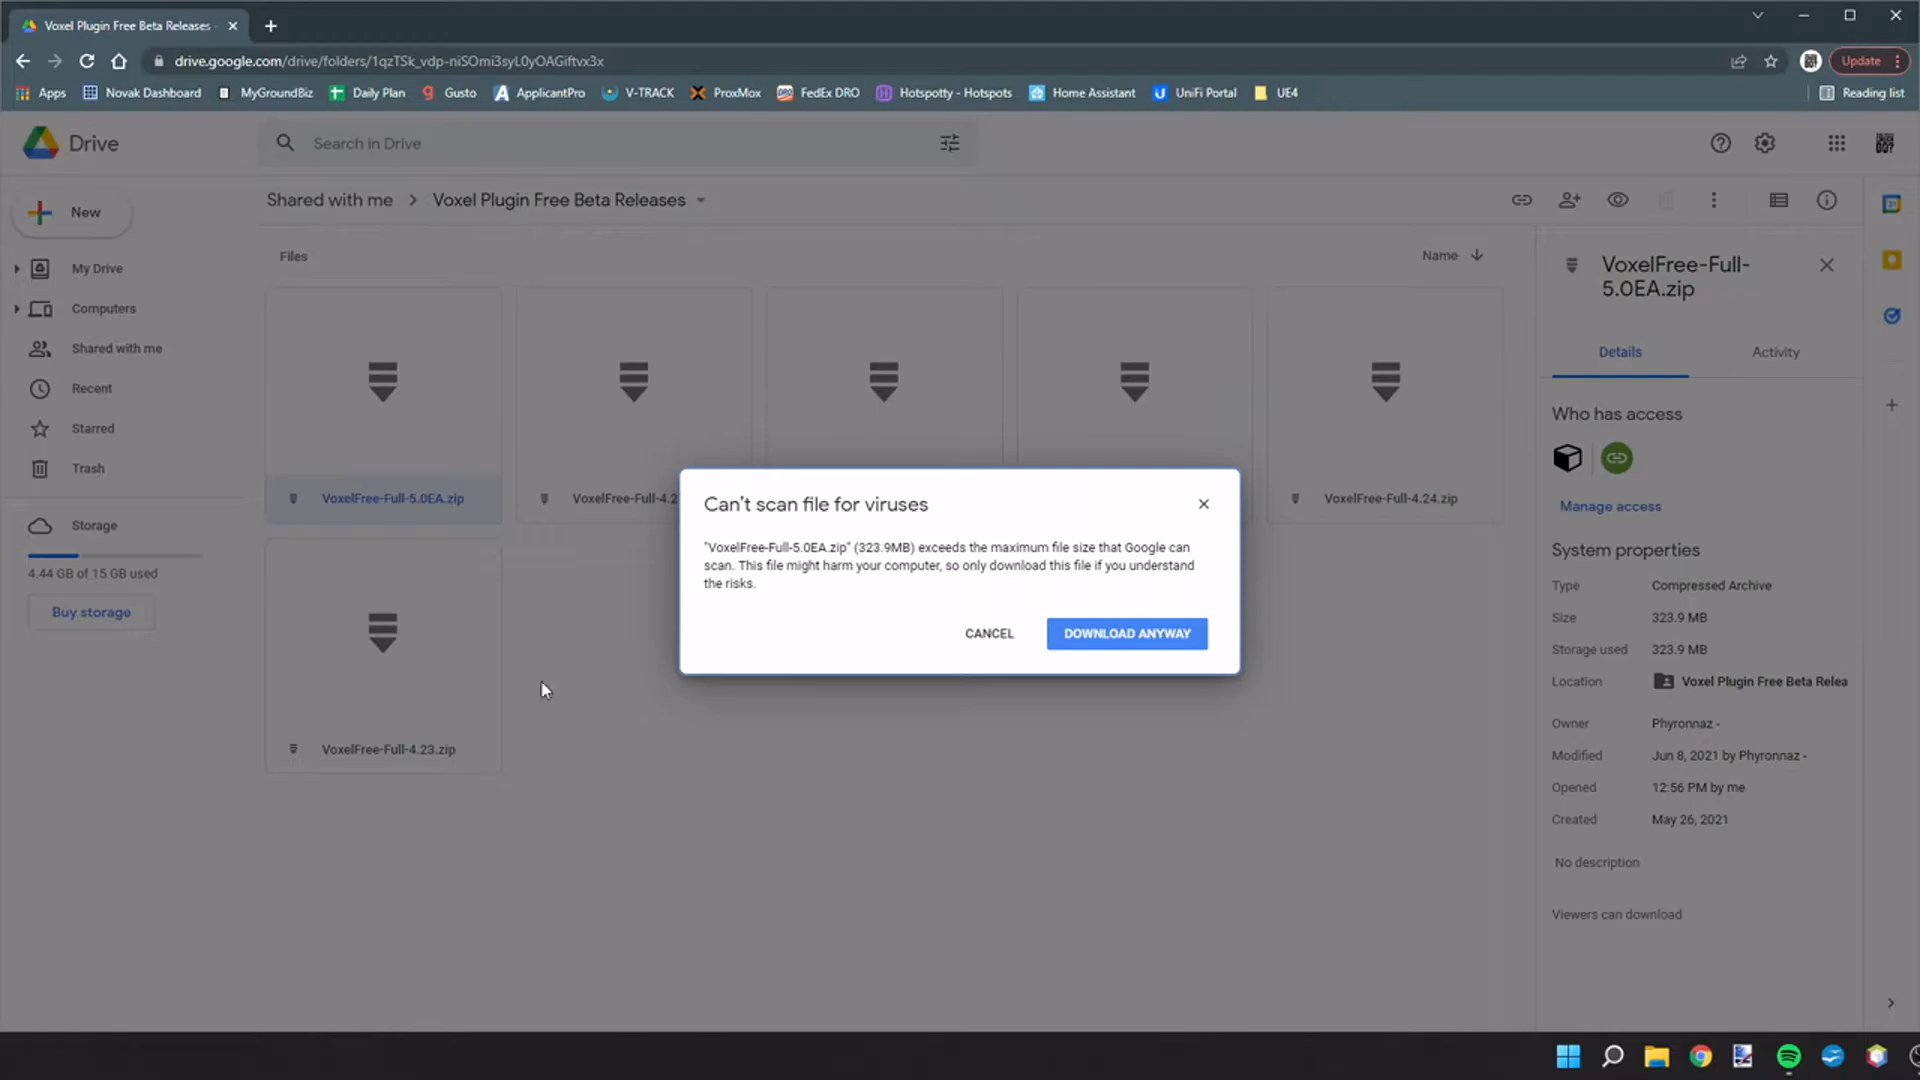 Voxel Plugin Free Beta Releases -
drive.google.com/drive/folders/1qzTSk_vdp-niSOmi3syL0yOAGiftvx3x
Update
Apps
Novak Dashboard
MyGroundBiz
Daily Plan
Gusto
ApplicantPro
V-TRACK
ProxMox
FedEx DRO
Hotspotty - Hotspots
Home Assistant
UniFi Portal
UE4
Reading list
Drive
Search in Drive
New
Shared with me
Voxel Plugin Free Beta Releases
My Drive
Computers
Shared with me
Recent
Starred
Trash
Storage
4.44 GB of 15 GB used
Buy storage
Files
Name
VoxelFree-Full-5.0EA.zip
VoxelFree-Full-4.2
VoxelFree-Full-4.24.zip
VoxelFree-Full-4.23.zip
Can't scan file for viruses
"VoxelFree-Full-5.0EA.zip" (323.9MB) exceeds the maximum file size that Google can
scan. This file might harm your computer, so only download this file if you understand
the risks.
CANCEL
DOWNLOAD ANYWAY
VoxelFree-Full-
5.0EA.zip
Details
Activity
Who has access
Manage access
System properties
Type
Compressed Archive
Size
323.9 MB
Storage used
323.9 MB
Location
Voxel Plugin Free Beta Relea
Owner
Phyronnaz -
Modified
Jun 8, 2021 by Phyronnaz -
Opened
12:56 PM by me
Created
May 26, 2021
No description
Viewers can download